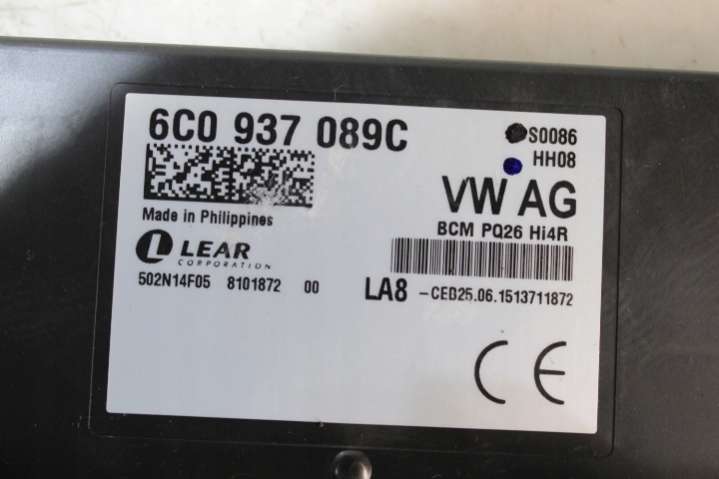 6C0 937 089C
S0086
HH08
VW AG
BCM PQ26 Hi4R
Made in Philippines
LEAR
CORPORATION
502N14F05 8101872 00
LA8 -CEB25.06.1513711872
CE